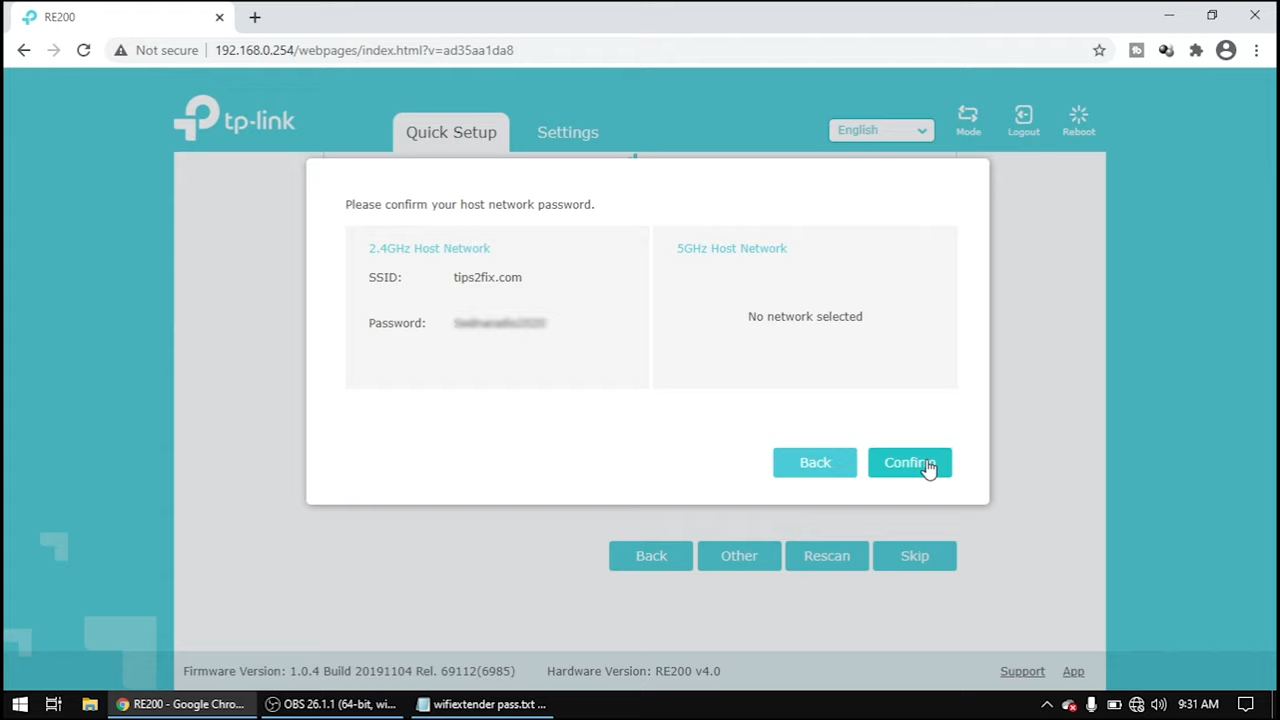 RE200
Not secure
192.168.0.254/webpages/index.html?v=ad35aa1da8
tp-link
Quick Setup
Settings
English
Mode
Logout
Reboot
Please confirm your host network password.
2.4GHz Host Network
5GHz Host Network
SSID: tips2fix.com
No network selected
Password:
Back
Confirm
Back
Other
Rescan
Skip
Firmware Version: 1.0.4 Build 20191104 Rel. 69112(6985)
Hardware Version: RE200 v4.0
Support
App
RE200 - Google Chro...
OBS 26.1.1 (64-bit, wi...
wifiextender pass.txt ...
9:31 AM